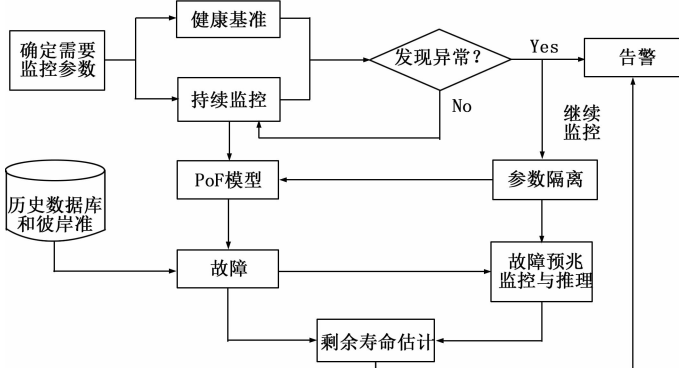 健康基准
确定需要
监控参数
发现异常?
Yes
告警
持续监控
No
继续
监控
PoF模型
参数隔离
历史数据库
和彼岸准
故障
故障预兆
监控与推理
剩余寿命估计